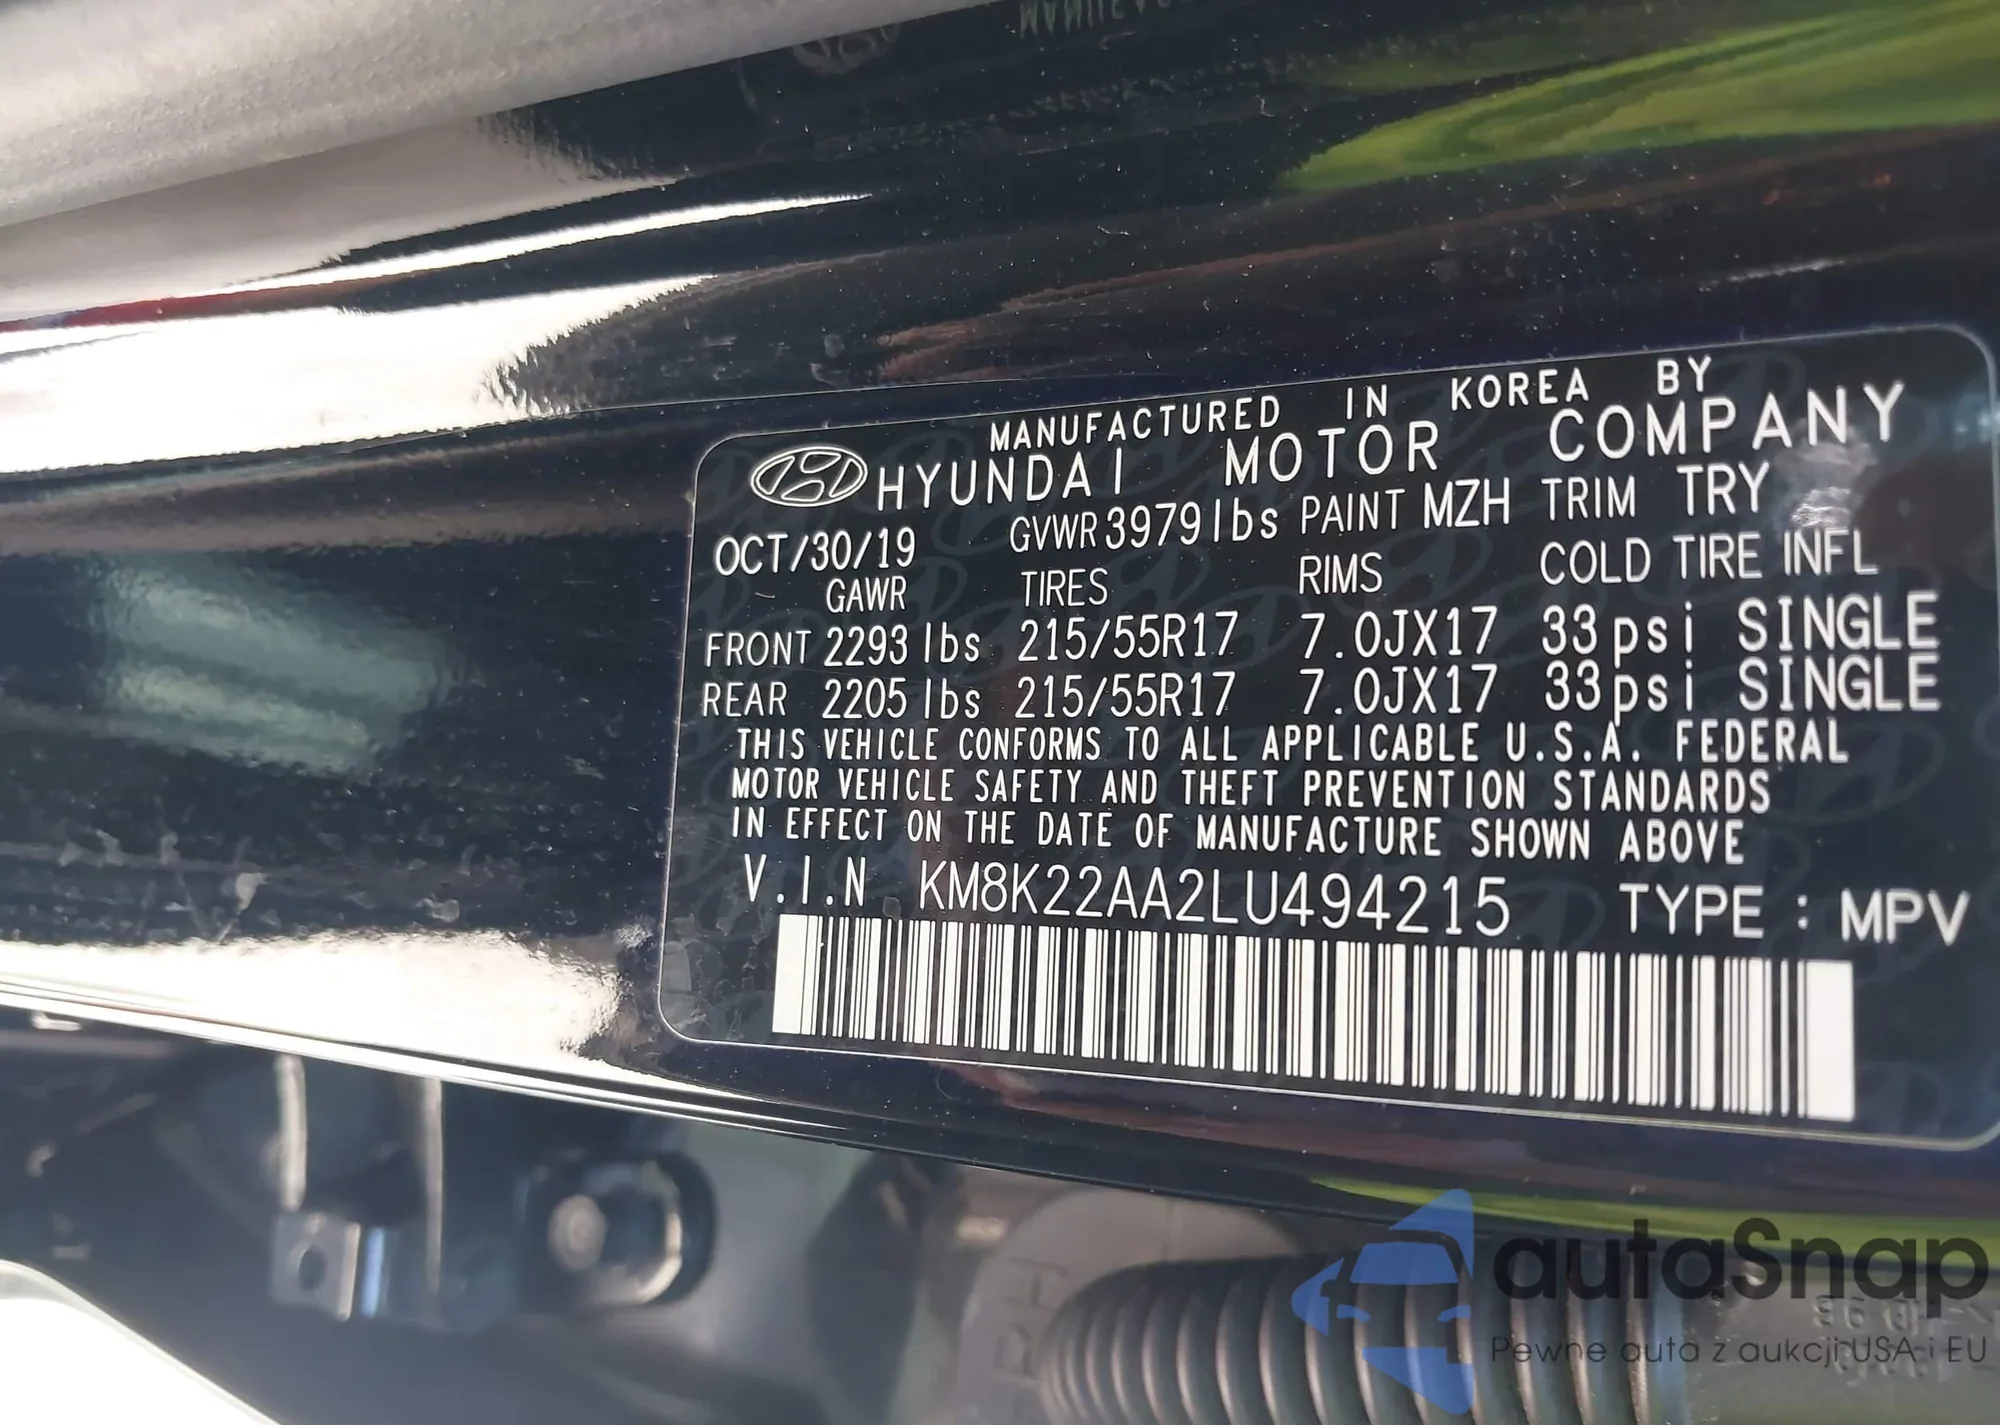 MANUFACTURED IN KOREA BY
HYUNDAI MOTOR COMPANY
OCT/30/19 GVWR 3979lbs PAINT MZH TRIM TRY
GAWR TIRES RIMS COLD TIRE INFL
FRONT 2293 lbs 215/55R17 7.0JX17 33psi SINGLE
REAR 2205 lbs 215/55R17 7.0JX17 33psi SINGLE
THIS VEHICLE CONFORMS TO ALL APPLICABLE U.S.A. FEDERAL
MOTOR VEHICLE SAFETY AND THEFT PREVENTION STANDARDS
IN EFFECT ON THE DATE OF MANUFACTURE SHOWN ABOVE
V.I.N KM8K22AA2LU494215 TYPE : MPV
autaSnap
Pewne auta z aukcji USA i EU